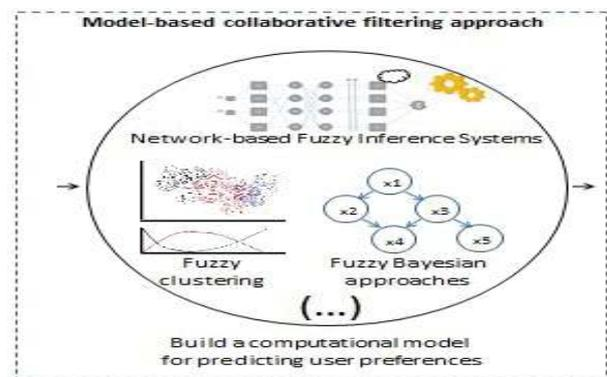 Model-based collaborative filtering approach
Network-based Fuzzy Inference Systems
x1
x2
x3
x4
x5
Fuzzy
clustering
Fuzzy Bayesian
approaches
(...)
Build a computational model
for predicting user preferences